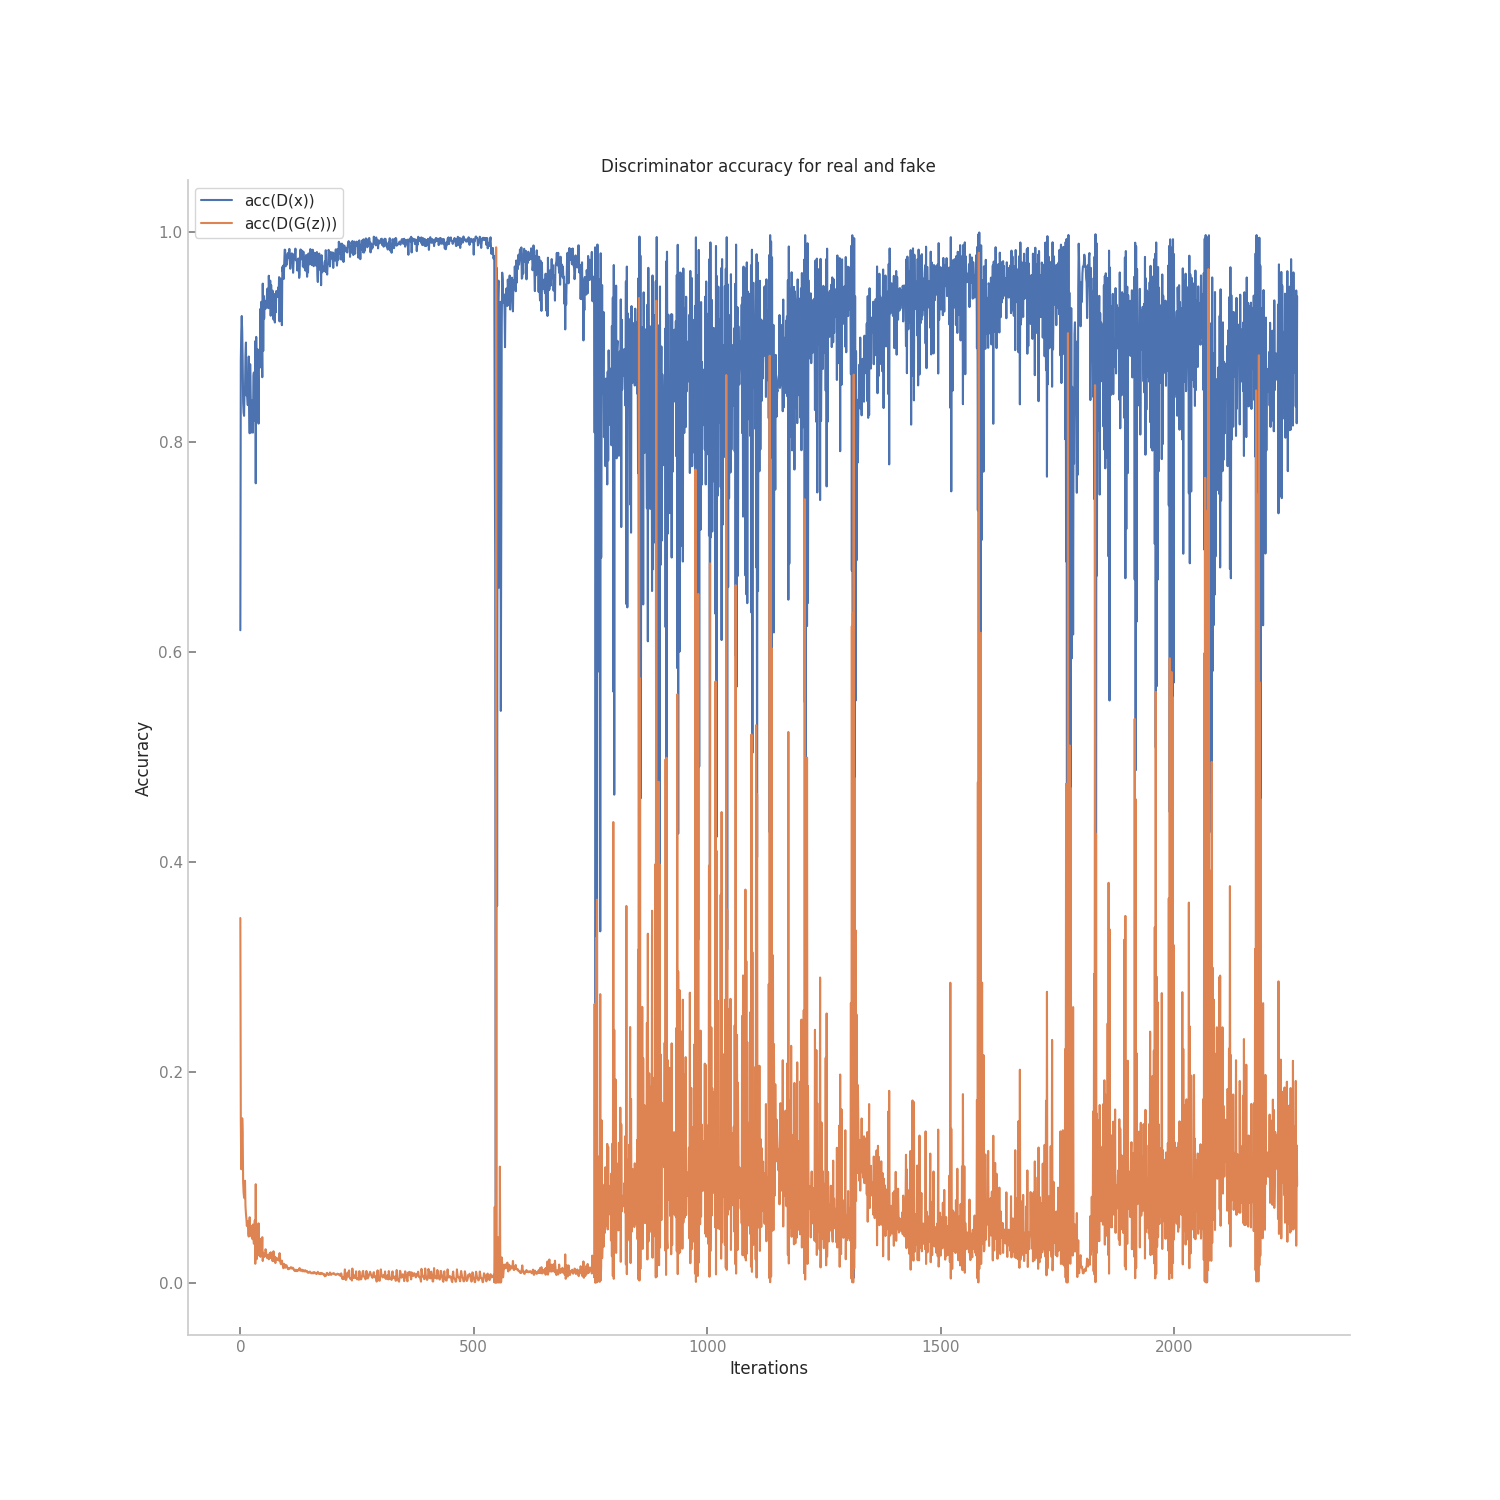 Discriminator accuracy for real and fake
acc(D(x))
acc(D(G(z)))
1.0
0.8
0.6
0.4
0.2
0.0
Accuracy
0 500 1000 1500 2000
Iterations